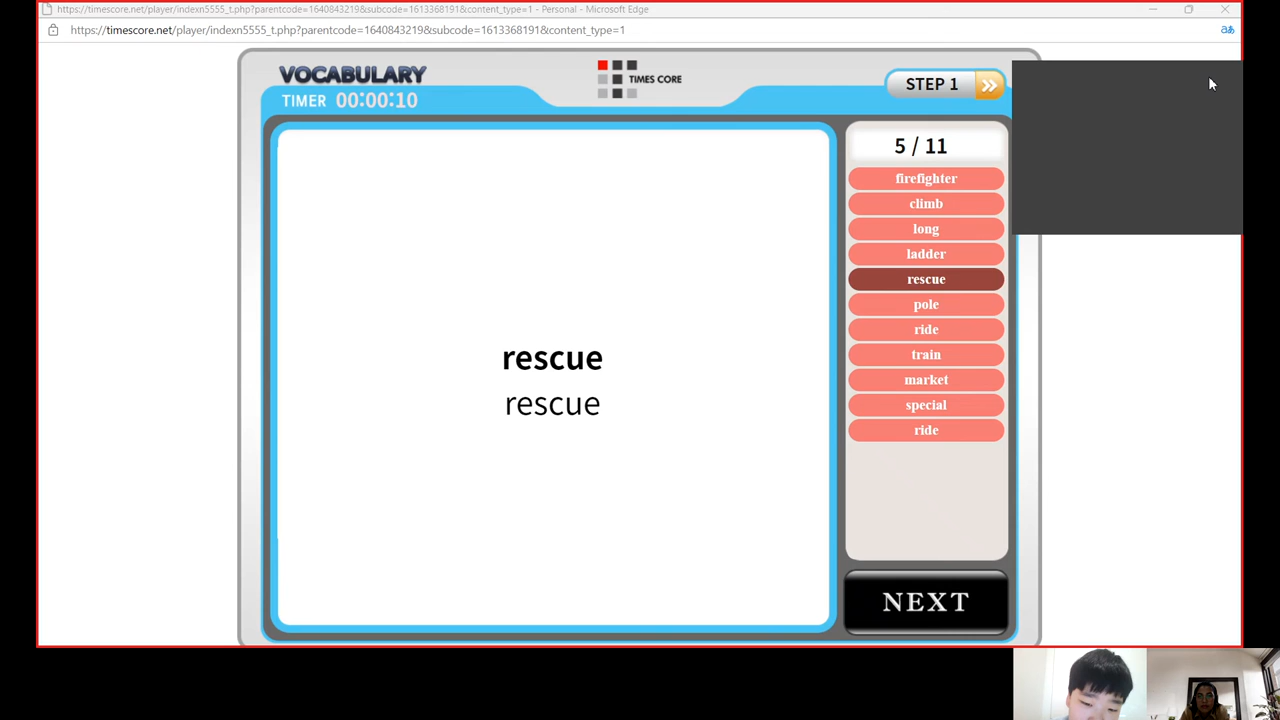 https://timescore.net/player/indexn5555_t.php?parentcode=1640843219&subcode=1613368191&content_type=1 - Personal - Microsoft Edge
https://timescore.net/player/indexn5555_t.php?parentcode=1640843219&subcode=1613368191&content_type=1
VOCABULARY
TIMER 00:00:10
TIMES CORE
STEP 1
5 / 11
firefighter
climb
long
ladder
rescue
pole
ride
train
market
special
ride
rescue
rescue
NEXT